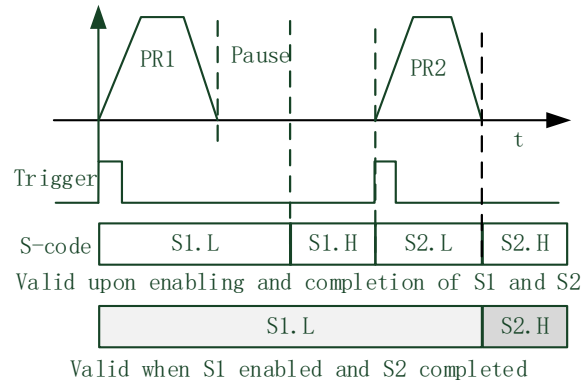 PR1
Pause
PR2
t
Trigger
S-code S1.L S1.H S2.L S2.H
Valid upon enabling and completion of S1 and S2
S1.L S2.H
Valid when S1 enabled and S2 completed